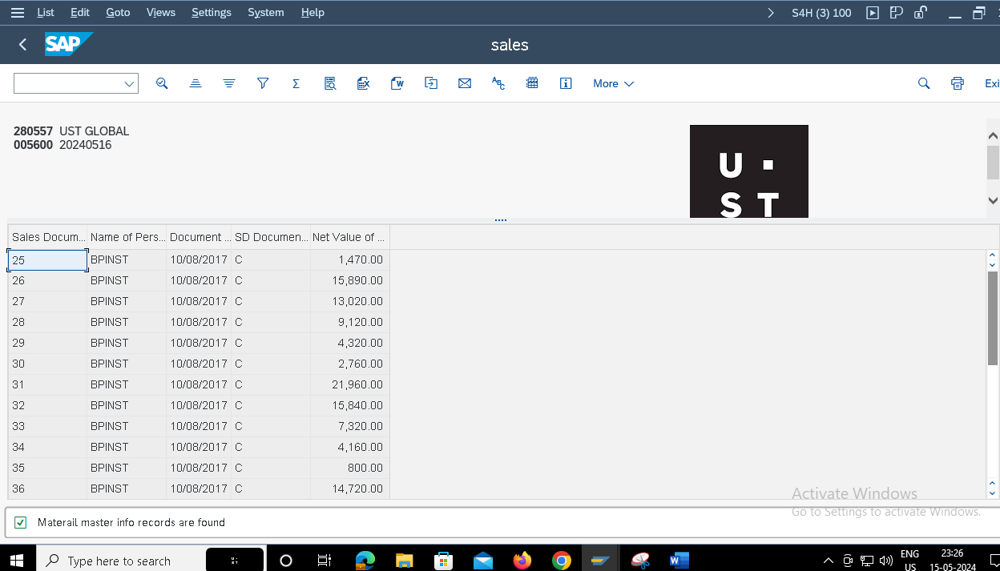 List Edit Goto Views Settings System Help S4H (3) 100
SAP sales
More Exi
280557 UST GLOBAL
005600 20240516
U
ST
Sales Docum... Name of Pers... Document ... SD Documen... Net Value of ...
25 BPINST 10/08/2017 C 1,470.00
26 BPINST 10/08/2017 C 15,890.00
27 BPINST 10/08/2017 C 13,020.00
28 BPINST 10/08/2017 C 9,120.00
29 BPINST 10/08/2017 C 4,320.00
30 BPINST 10/08/2017 C 2,760.00
31 BPINST 10/08/2017 C 21,960.00
32 BPINST 10/08/2017 C 15,840.00
33 BPINST 10/08/2017 C 7,320.00
34 BPINST 10/08/2017 C 4,160.00
35 BPINST 10/08/2017 C 800.00
36 BPINST 10/08/2017 C 14,720.00
Activate Windows
Go to Settings to activate Windows.
Materail master info records are found
Type here to search
ENG
US
23:26
15-05-2024